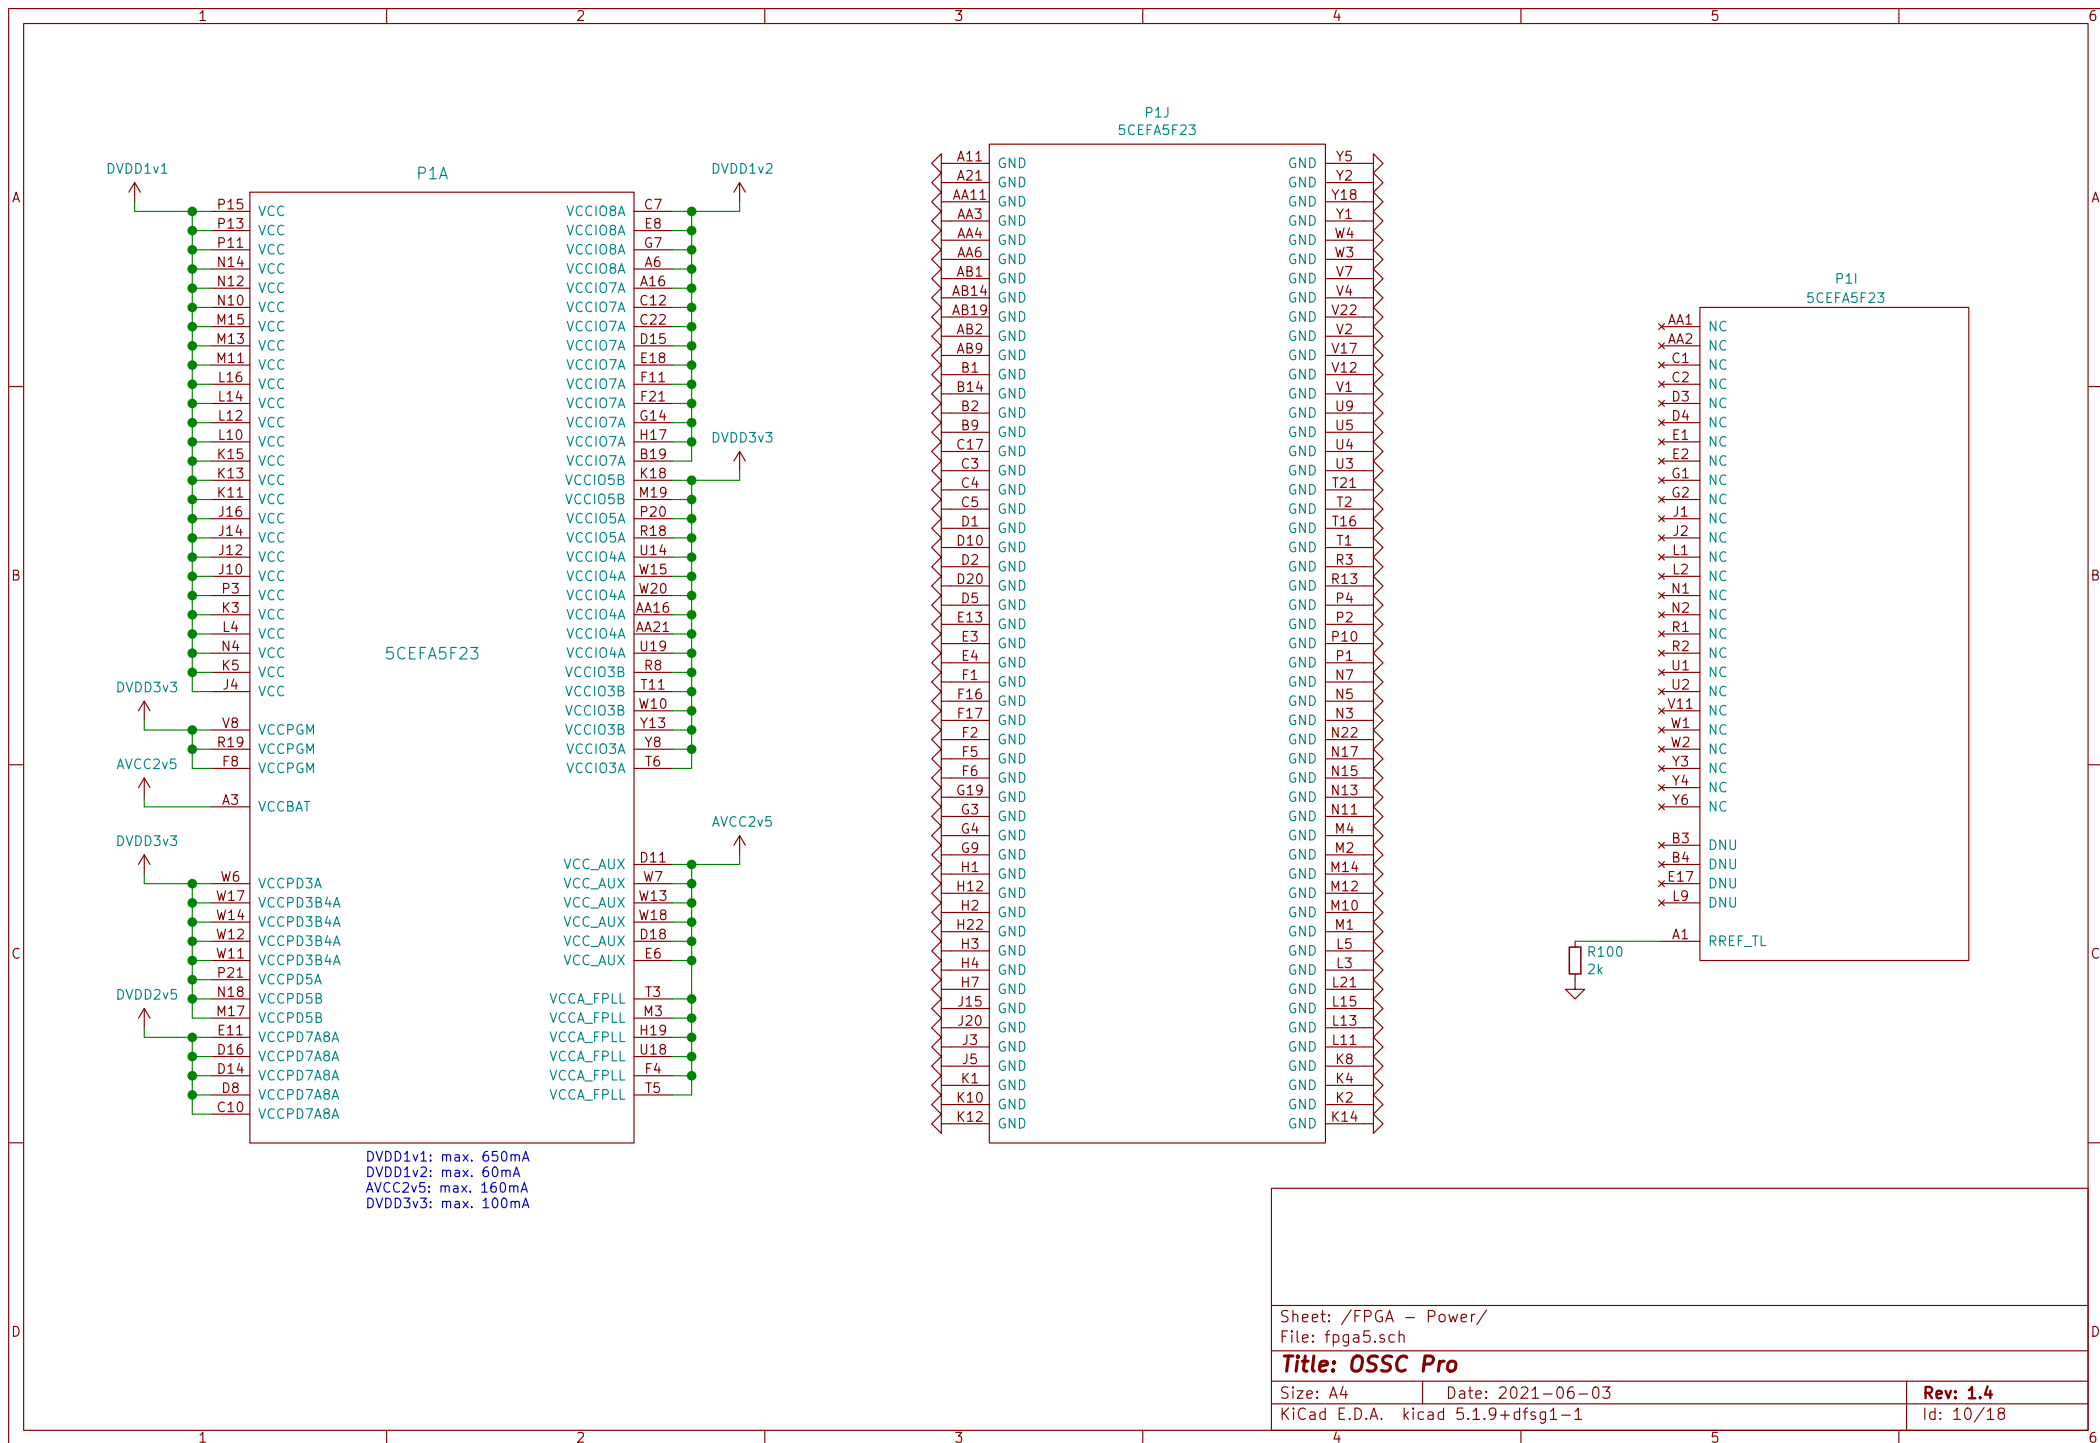 1 2 3 4 5 6
P1J
5CEFA5F23
DVDD1v1
P1A
DVDD1v2
A A
P15 VCC VCCIO8A C7
P13 VCC VCCIO8A E8
P11 VCC VCCIO8A G7
N14 VCC VCCIO8A A6
N12 VCC VCCIO7A A16
N10 VCC VCCIO7A C12
M15 VCC VCCIO7A C22
M13 VCC VCCIO7A D15
M11 VCC VCCIO7A E18
L16 VCC VCCIO7A F11
L14 VCC VCCIO7A F21
L12 VCC VCCIO7A G14
L10 VCC VCCIO7A H17
DVDD3v3
K15 VCC VCCIO7A B19
K13 VCC VCCIO5B K18
K11 VCC VCCIO5B M19
J16 VCC VCCIO5A P20
J14 VCC VCCIO5A R18
J12 VCC VCCIO4A U14
J10 VCC VCCIO4A W15
P3 VCC VCCIO4A W20
K3 VCC VCCIO4A AA16
L4 VCC VCCIO4A AA21
N4 VCC VCCIO4A U19
5CEFA5F23
K5 VCC VCCIO3B R8
J4 VCC VCCIO3B T11
DVDD3v3
VCCIO3B W10
V8 VCCPGM VCCIO3B Y13
R19 VCCPGM VCCIO3A Y8
F8 VCCPGM VCCIO3A T6
AVCC2v5
A3 VCCBAT
DVDD3v3
AVCC2v5
VCC_AUX D11
W6 VCCPD3A VCC_AUX W7
W17 VCCPD3B4A VCC_AUX W13
W14 VCCPD3B4A VCC_AUX W18
W12 VCCPD3B4A VCC_AUX D18
W11 VCCPD3B4A VCC_AUX E6
P21 VCCPD5A
N18 VCCPD5B VCCA_FPLL T3
DVDD2v5
M17 VCCPD5B VCCA_FPLL M3
E11 VCCPD7A8A VCCA_FPLL H19
D16 VCCPD7A8A VCCA_FPLL U18
D14 VCCPD7A8A VCCA_FPLL F4
D8 VCCPD7A8A VCCA_FPLL T5
C10 VCCPD7A8A
DVDD1v1: max. 650mA
DVDD1v2: max. 60mA
AVCC2v5: max. 160mA
DVDD3v3: max. 100mA
A11 GND GND Y5
A21 GND GND Y2
AA11 GND GND Y18
AA3 GND GND Y1
AA4 GND GND W4
AA6 GND GND W3
AB1 GND GND V7
AB14 GND GND V4
AB19 GND GND V22
AB2 GND GND V2
AB9 GND GND V17
B1 GND GND V12
B14 GND GND V1
B2 GND GND U9
B9 GND GND U5
C17 GND GND U4
C3 GND GND U3
C4 GND GND T21
C5 GND GND T2
D1 GND GND T16
D10 GND GND T1
D2 GND GND R3
D20 GND GND R13
D5 GND GND P4
E13 GND GND P2
E3 GND GND P10
E4 GND GND P1
F1 GND GND N7
F16 GND GND N5
F17 GND GND N3
F2 GND GND N22
F5 GND GND N17
F6 GND GND N15
G19 GND GND N13
G3 GND GND N11
G4 GND GND M4
G9 GND GND M2
H1 GND GND M14
H12 GND GND M12
H2 GND GND M10
H22 GND GND M1
H3 GND GND L5
H4 GND GND L3
H7 GND GND L21
J15 GND GND L15
J20 GND GND L13
J3 GND GND L11
J5 GND GND K8
K1 GND GND K4
K10 GND GND K2
K12 GND GND K14
P1I
5CEFA5F23
AA1 NC
AA2 NC
C1 NC
C2 NC
D3 NC
D4 NC
E1 NC
E2 NC
G1 NC
G2 NC
J1 NC
J2 NC
L1 NC
L2 NC
N1 NC
N2 NC
R1 NC
R2 NC
U1 NC
U2 NC
V11 NC
W1 NC
W2 NC
Y3 NC
Y4 NC
Y6 NC
B3 DNU
B4 DNU
E17 DNU
L9 DNU
A1 RREF_TL
R100
2k
B B
C C
D D
Sheet: /FPGA – Power/
File: fpga5.sch
Title: OSSC Pro
Size: A4 Date: 2021-06-03 Rev: 1.4
KiCad E.D.A. kicad 5.1.9+dfsg1-1 Id: 10/18
1 2 3 4 5 6